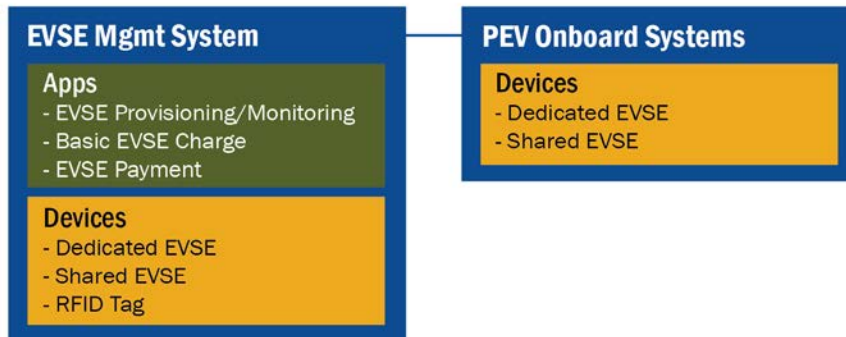 EVSE Mgmt System
Apps
- EVSE Provisioning/Monitoring
- Basic EVSE Charge
- EVSE Payment
Devices
- Dedicated EVSE
- Shared EVSE
- RFID Tag
PEV Onboard Systems
Devices
- Dedicated EVSE
- Shared EVSE